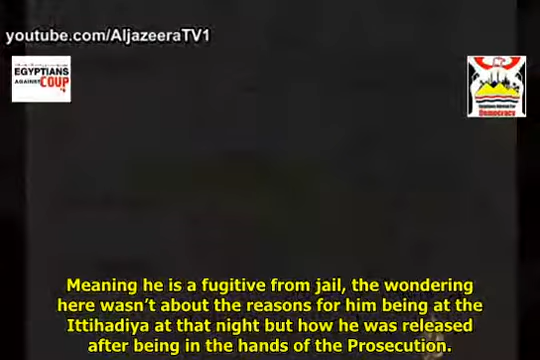 youtube.com/AljazeeraTV1
EGYPTIANS
AGAINST COUP
Democracy
Meaning he is a fugitive from jail, the wondering
here wasn't about the reasons for him being at the
Ittihadiya at that night but how he was released
after being in the hands of the Prosecution.